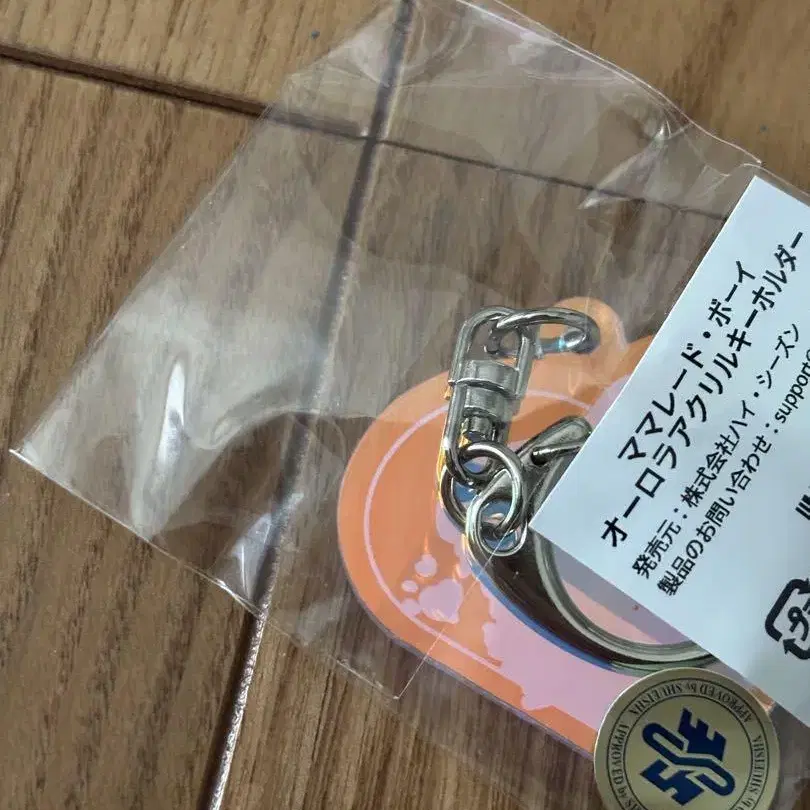 ママレード・ボーイ
オーロラアクリルキーホルダー
発売元：株式会社ハイ・シーズン
製品のお問い合わせ：support
プラ
APPROVED by SHUEISHA